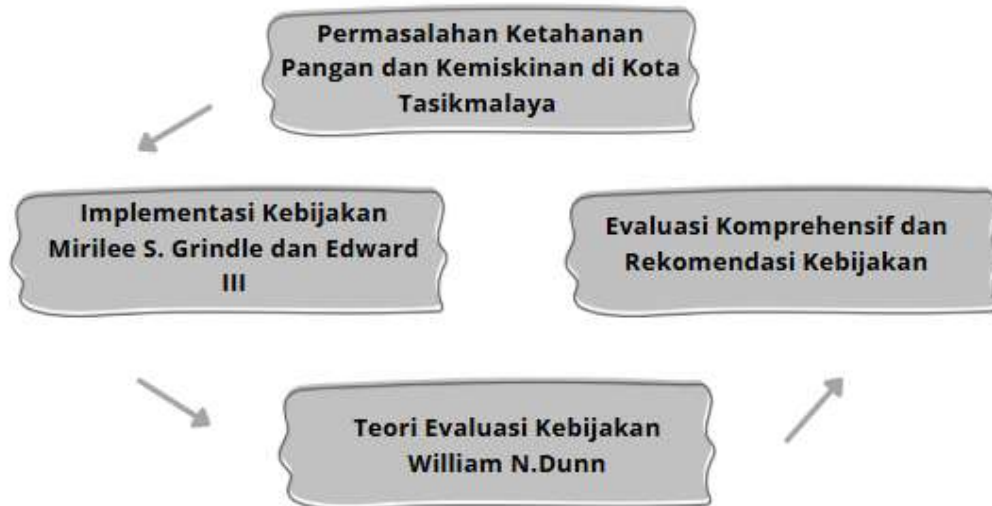 Permasalahan Ketahanan
Pangan dan Kemiskinan di Kota
Tasikmalaya
Implementasi Kebijakan
Mirilee S. Grindle dan Edward
III
Teori Evaluasi Kebijakan
William N.Dunn
Evaluasi Komprehensif dan
Rekomendasi Kebijakan